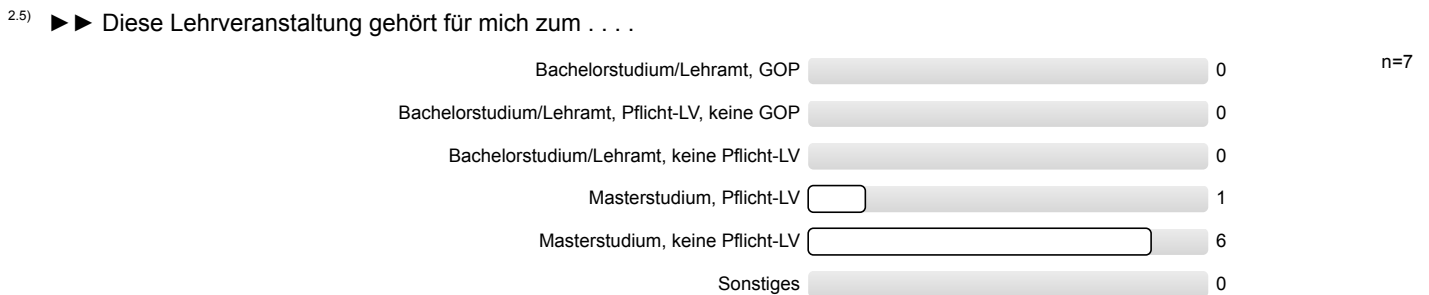 2.5) ►► Diese Lehrveranstaltung gehört für mich zum . . . .
n=7
Bachelorstudium/Lehramt, GOP 0
Bachelorstudium/Lehramt, Pflicht-LV, keine GOP 0
Bachelorstudium/Lehramt, keine Pflicht-LV 0
Masterstudium, Pflicht-LV 1
Masterstudium, keine Pflicht-LV 6
Sonstiges 0